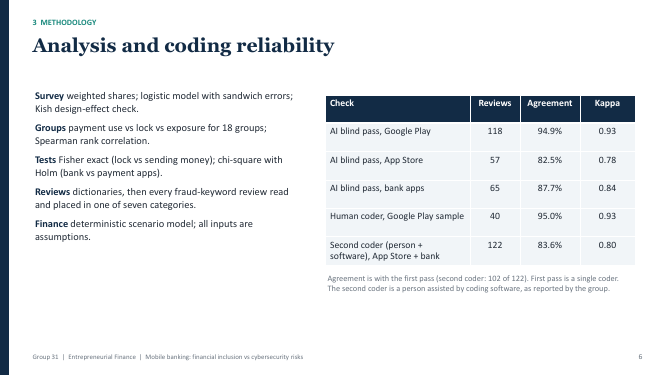 3 METHODOLOGY
Analysis and coding reliability
Survey weighted shares; logistic model with sandwich errors;
Kish design-effect check.
Groups payment use vs lock vs exposure for 18 groups;
Spearman rank correlation.
Tests Fisher exact (lock vs sending money); chi-square with
Holm (bank vs payment apps).
Reviews dictionaries, then every fraud-keyword review read
and placed in one of seven categories.
Finance deterministic scenario model; all inputs are
assumptions.
Check Reviews Agreement Kappa
AI blind pass, Google Play 118 94.9% 0.93
AI blind pass, App Store 57 82.5% 0.78
AI blind pass, bank apps 65 87.7% 0.84
Human coder, Google Play sample 40 95.0% 0.93
Second coder (person + 122 83.6% 0.80
software), App Store + bank
Agreement is with the first pass (second coder: 102 of 122). First pass is a single coder.
The second coder is a person assisted by coding software, as reported by the group.
Group 31 | Entrepreneurial Finance | Mobile banking: financial inclusion vs cybersecurity risks 6